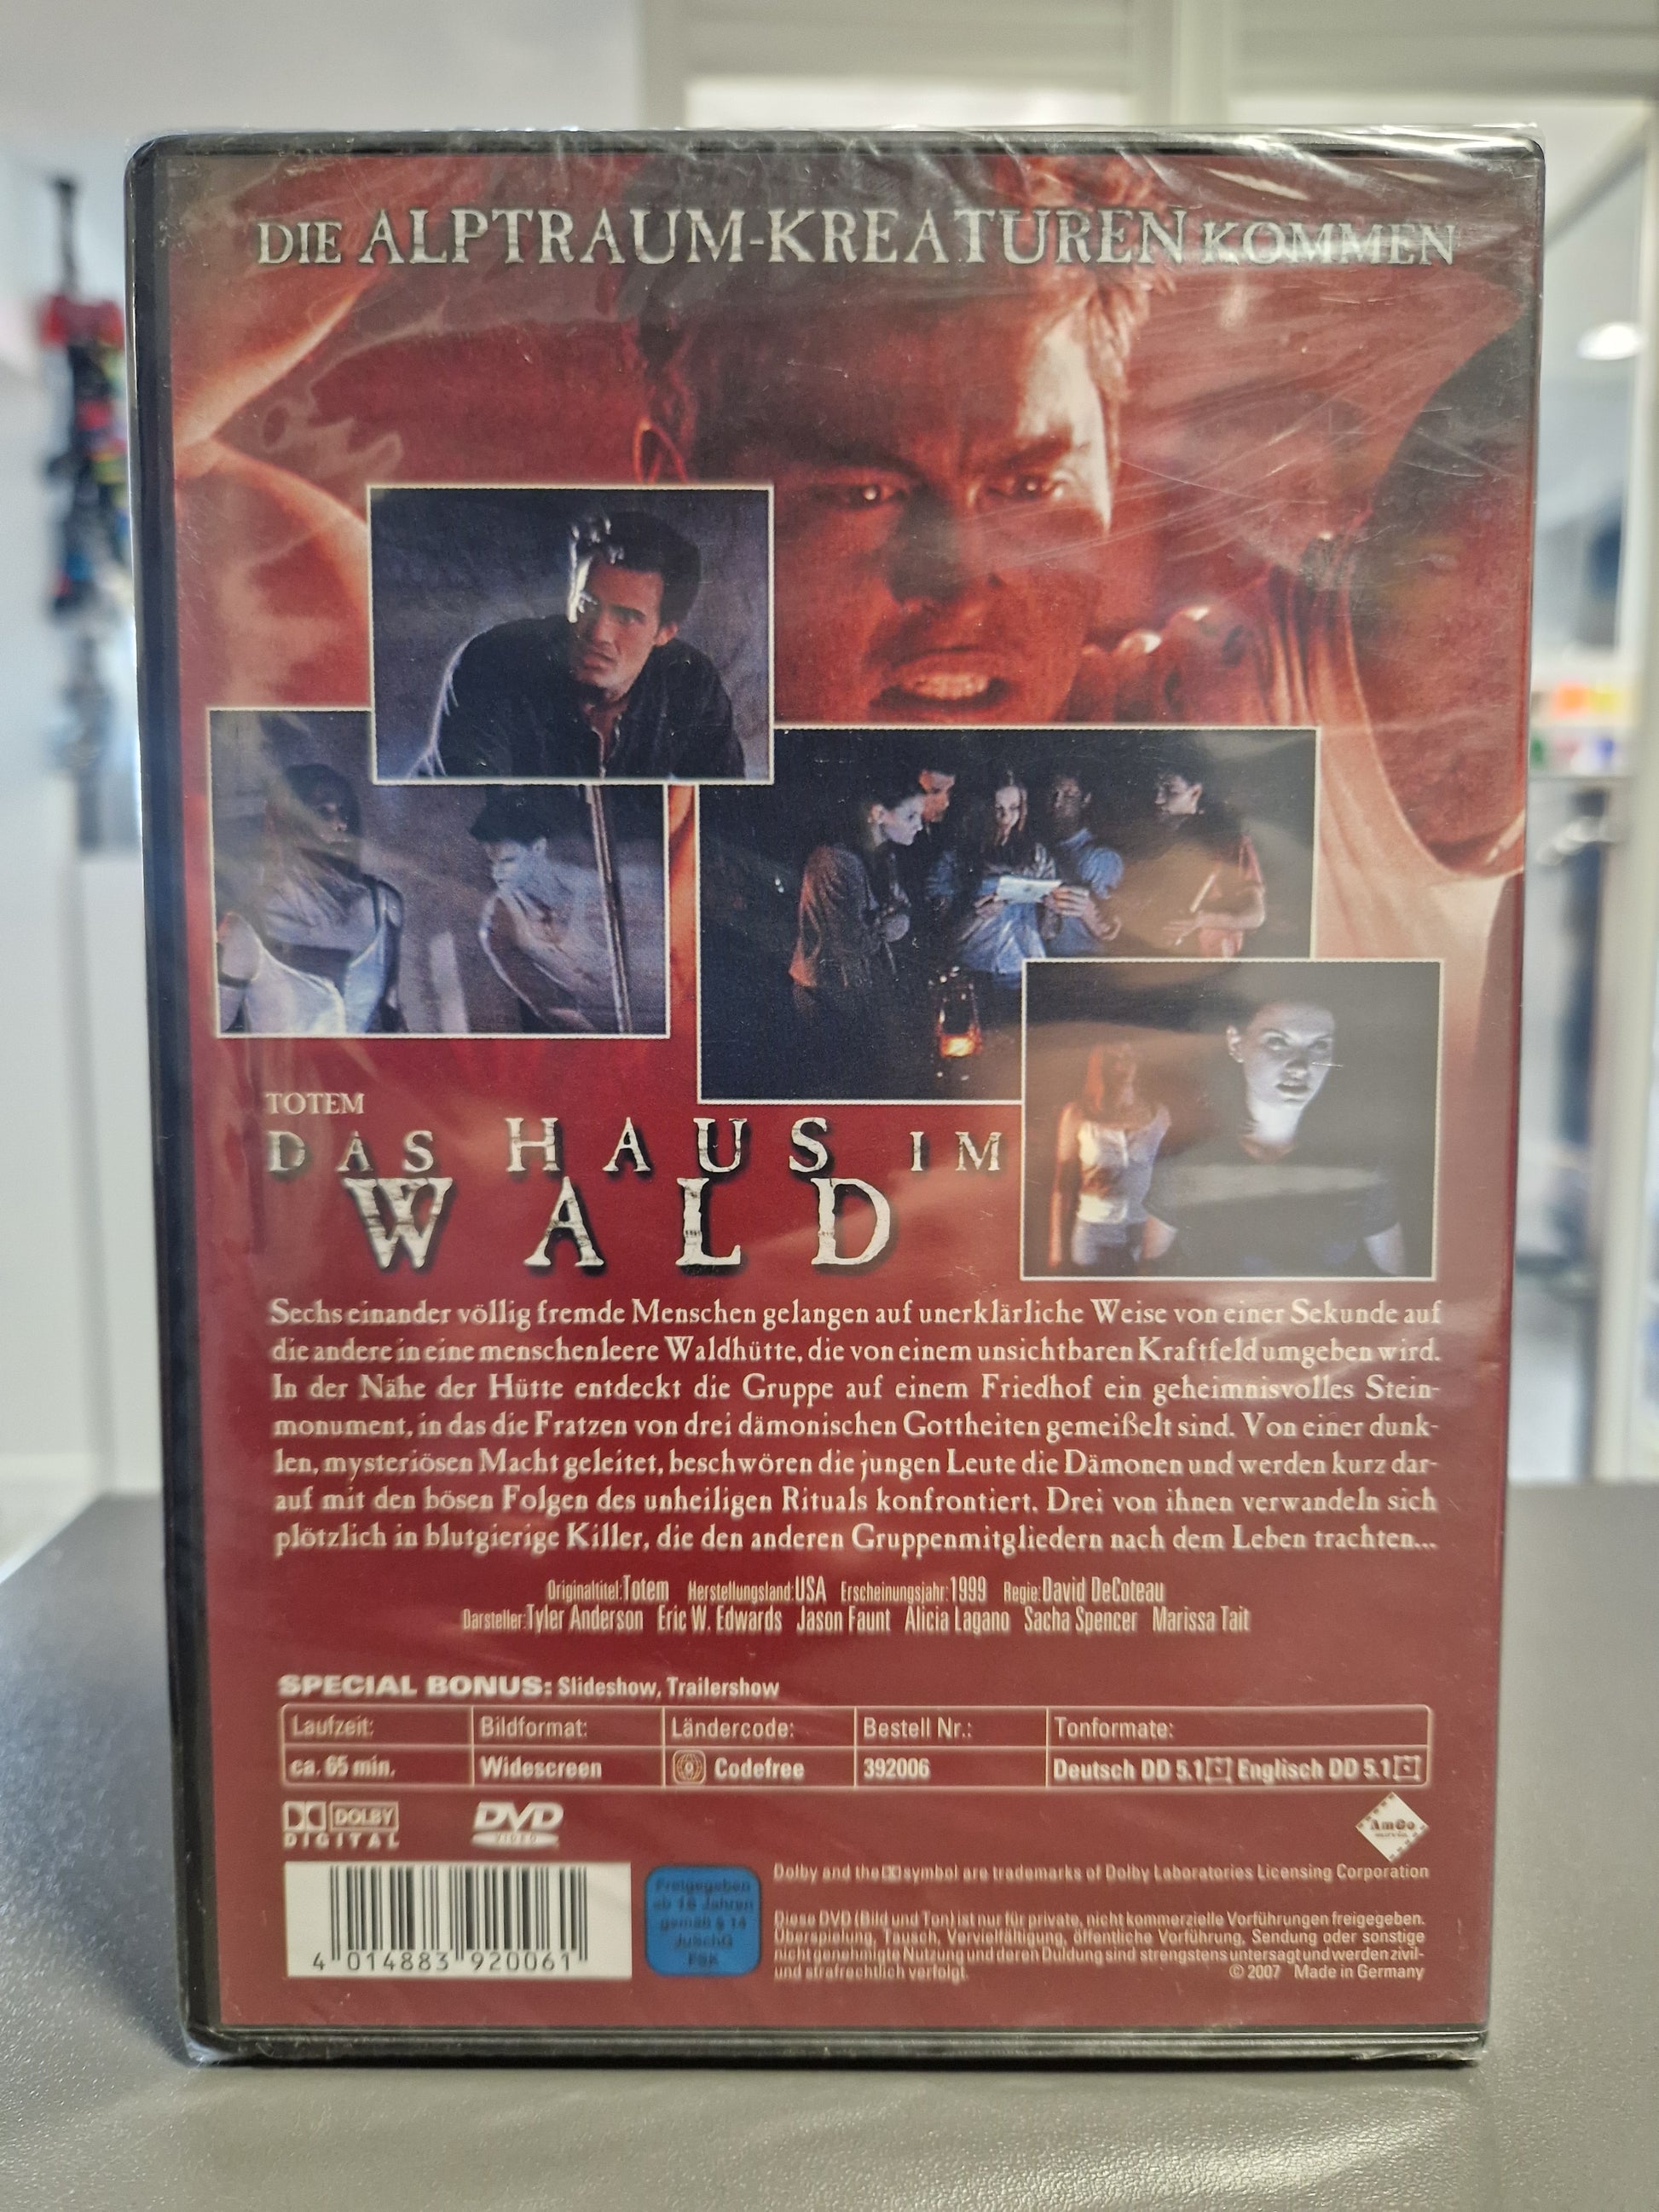 DIE ALPTRAUM-KREATUREN KOMMEN
TOTEM
DAS HAUS IM
WALD
Sechs einander völlig fremde Menschen gelangen auf unerklärliche Weise von einer Sekunde auf
die andere in eine menschenleere Waldhütte, die von einem unsichtbaren Kraftfeld umgeben wird.
In der Nähe der Hütte entdeckt die Gruppe auf einem Friedhof ein geheimnisvolles Stein-
monument, in das die Fratzen von drei dämonischen Gottheiten gemeißelt sind. Von einer dunk-
len, mysteriösen Macht geleitet, beschwören die jungen Leute die Dämonen und werden kurz dar-
auf mit den bösen Folgen des unheiligen Rituals konfrontiert. Drei von ihnen verwandeln sich
plötzlich in blutgierige Killer, die den anderen Gruppenmitgliedern nach dem Leben trachten...
Originaltitel: Totem Herstellungsland: USA Erscheinungsjahr: 1999 Regie: David DeCoteau
Darsteller: Tyler Anderson Eric W. Edwards Jason Faunt Alicia Lagano Sacha Spencer Marissa Tait
SPECIAL BONUS: Slideshow, Trailershow
Laufzeit: Bildformat: Ländercode: Bestell Nr.: Tonformate:
ca. 65 min. Widescreen 0 Codefree 392006 Deutsch DD 5.1 Englisch DD 5.1
DOLBY
DIGITAL
DVD
VIDEO
AmCo
Dolby and the symbol are trademarks of Dolby Laboratories Licensing Corporation
Freigegeben
ab 16 Jahren
gemäß § 14
JuSchG
FSK
Diese DVD (Bild und Ton) ist nur für private, nicht kommerzielle Vorführungen freigegeben.
Überspielung, Tausch, Vervielfältigung, öffentliche Vorführung, Sendung oder sonstige
nicht genehmigte Nutzung und deren Duldung sind strengstens untersagt und werden zivil-
und strafrechtlich verfolgt. © 2007 Made in Germany
4 014883 920061